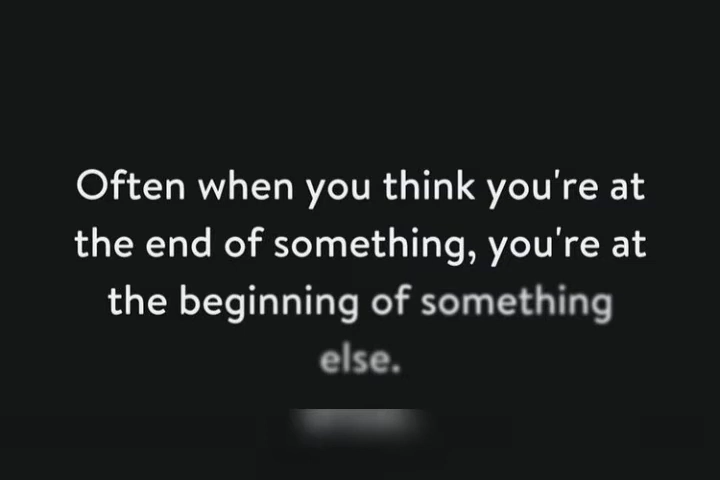 Often when you think you're at
the end of something, you're at
the beginning of something
else.